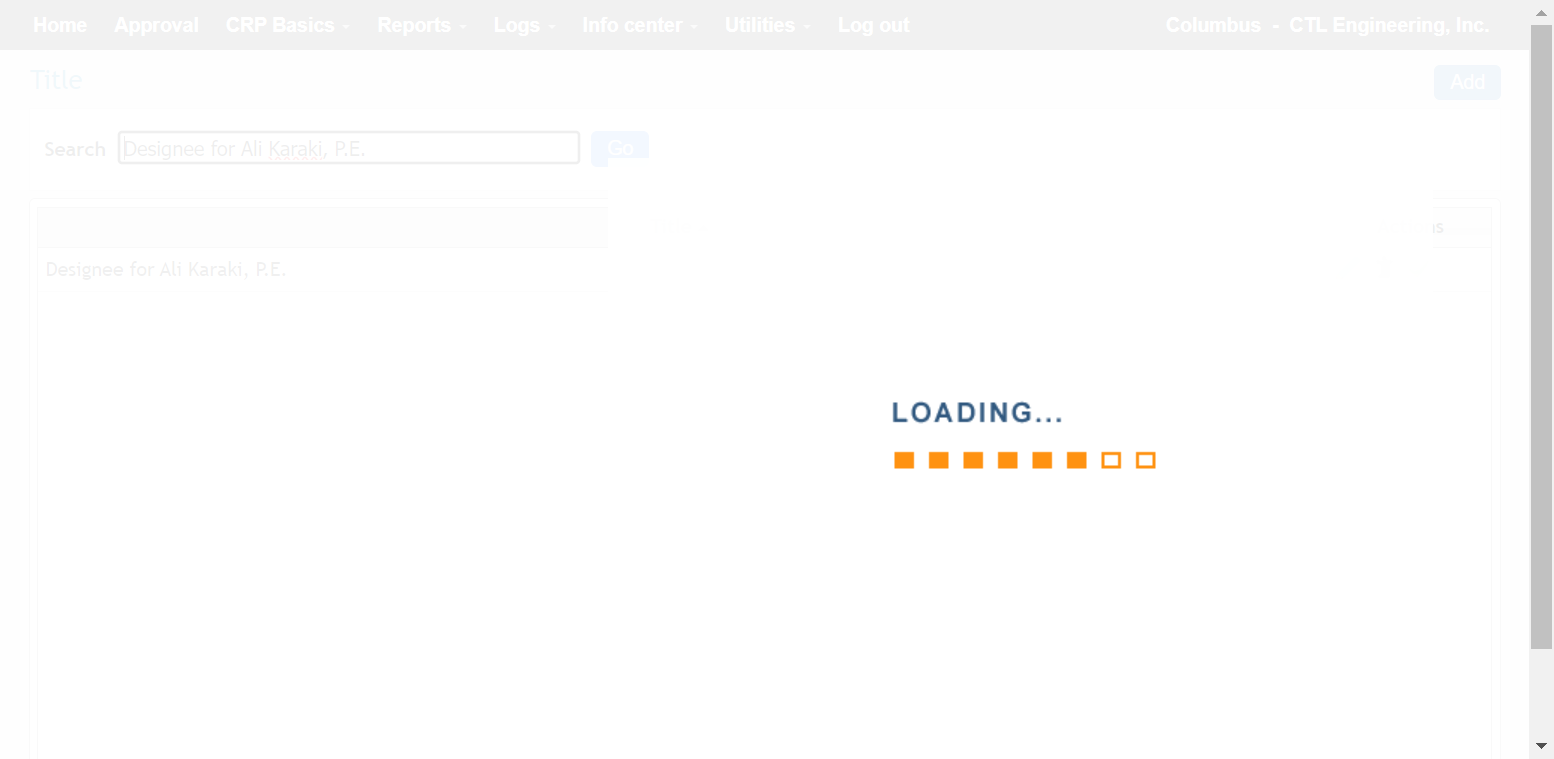 Home Approval CRP Basics Reports Logs Info center Utilities Log out Columbus - CTL Engineering, Inc.
Title Add
Search Designee for Ali Karaki, P.E. Go
Designee for Ali Karaki, P.E.
LOADING...